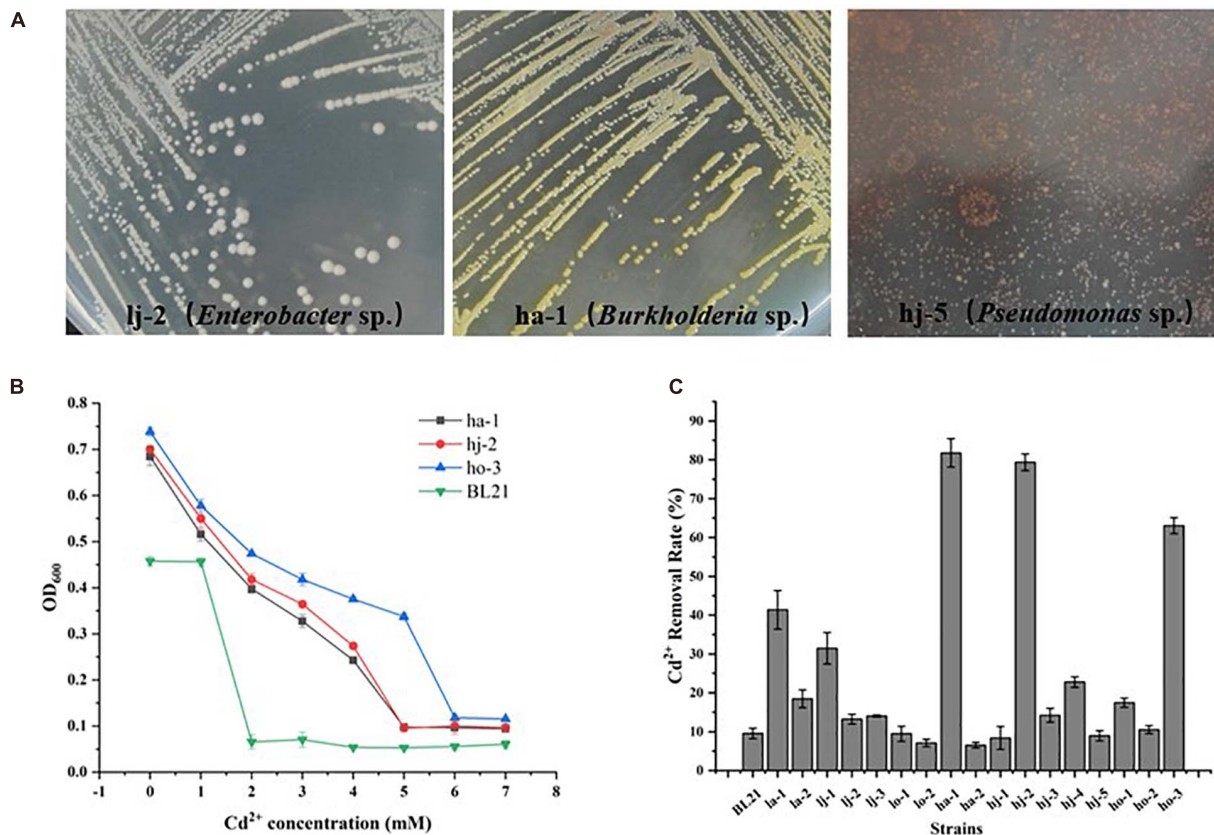 A
lj-2 (Enterobacter sp.)
ha-1 (Burkholderia sp.)
hj-5 (Pseudomonas sp.)
B
0.8
0.7
0.6
0.5
0.4
0.3
0.2
0.1
0.0
OD600
-1 0 1 2 3 4 5 6 7 8
Cd2+ concentration (mM)
ha-1
hj-2
ho-3
BL21
C
90
80
70
60
50
40
30
20
10
0
Cd2+ Removal Rate (%)
BL21 la-1 la-2 lj-1 lj-2 lj-3 lo-1 lo-2 ha-1 ha-2 hj-1 hj-2 hj-3 hj-4 hj-5 ho-1 ho-2 ho-3
Strains